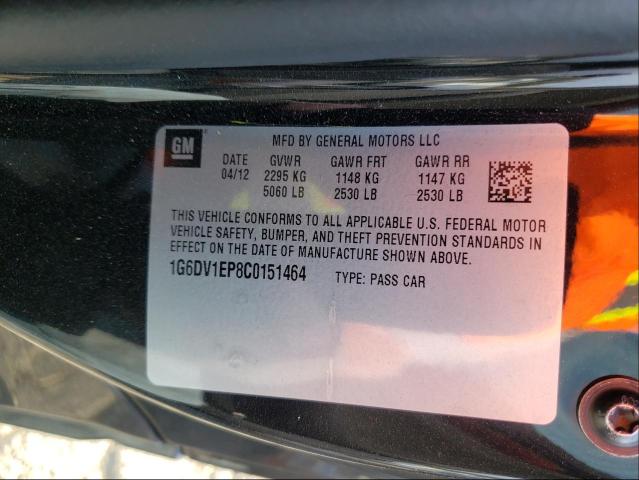 GM
MFD BY GENERAL MOTORS LLC
DATE GVWR GAWR FRT GAWR RR
04/12 2295 KG 1148 KG 1147 KG
5060 LB 2530 LB 2530 LB
THIS VEHICLE CONFORMS TO ALL APPLICABLE U.S. FEDERAL MOTOR
VEHICLE SAFETY, BUMPER, AND THEFT PREVENTION STANDARDS IN
EFFECT ON THE DATE OF MANUFACTURE SHOWN ABOVE.
1G6DV1EP8C0151464 TYPE: PASS CAR